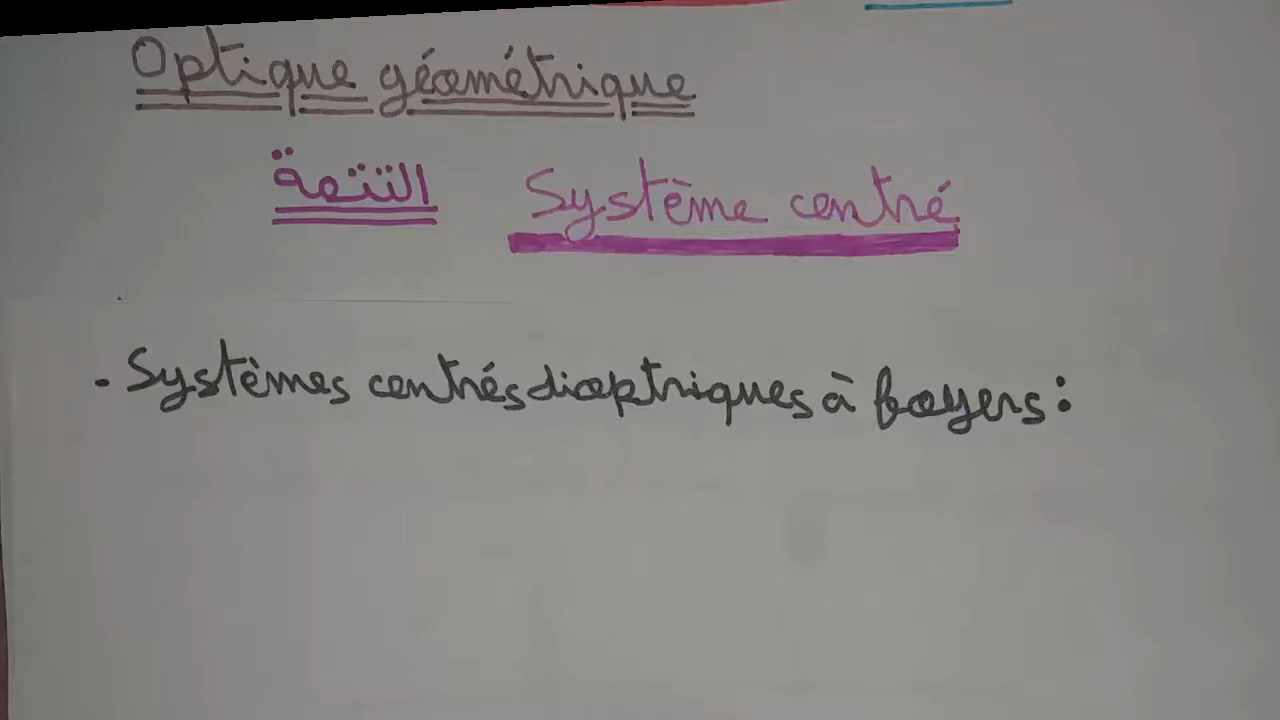 Optique géométrique
التتمة Système centré
. Systèmes centrés dioptriques à foyers :